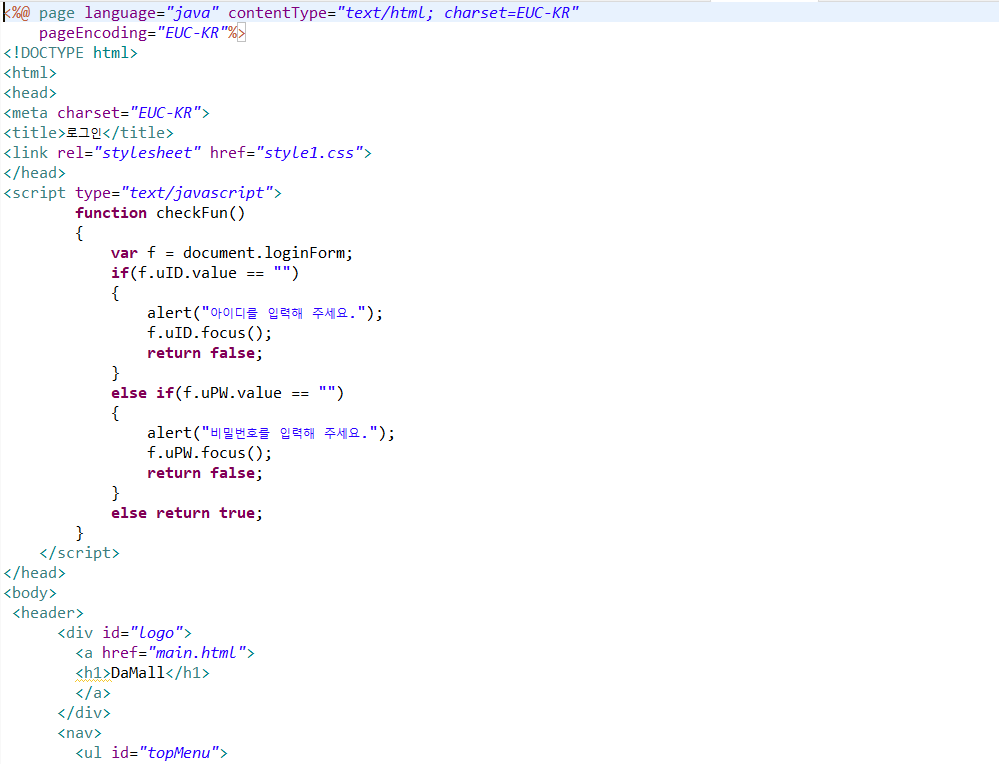 <%@ page language="java" contentType="text/html; charset=EUC-KR"
    pageEncoding="EUC-KR"%>
<!DOCTYPE html>
<html>
<head>
<meta charset="EUC-KR">
<title>로그인</title>
<link rel="stylesheet" href="style1.css">
</head>
<script type="text/javascript">
        function checkFun()
        {
            var f = document.loginForm;
            if(f.uID.value == "")
            {
                alert("아이디를 입력해 주세요.");
                f.uID.focus();
                return false;
            }
            else if(f.uPW.value == "")
            {
                alert("비밀번호를 입력해 주세요.");
                f.uPW.focus();
                return false;
            }
            else return true;
        }
    </script>
</head>
<body>
 <header>
      <div id="logo">
        <a href="main.html">
        <h1>DaMall</h1>
        </a>
      </div>
      <nav>
        <ul id="topMenu">